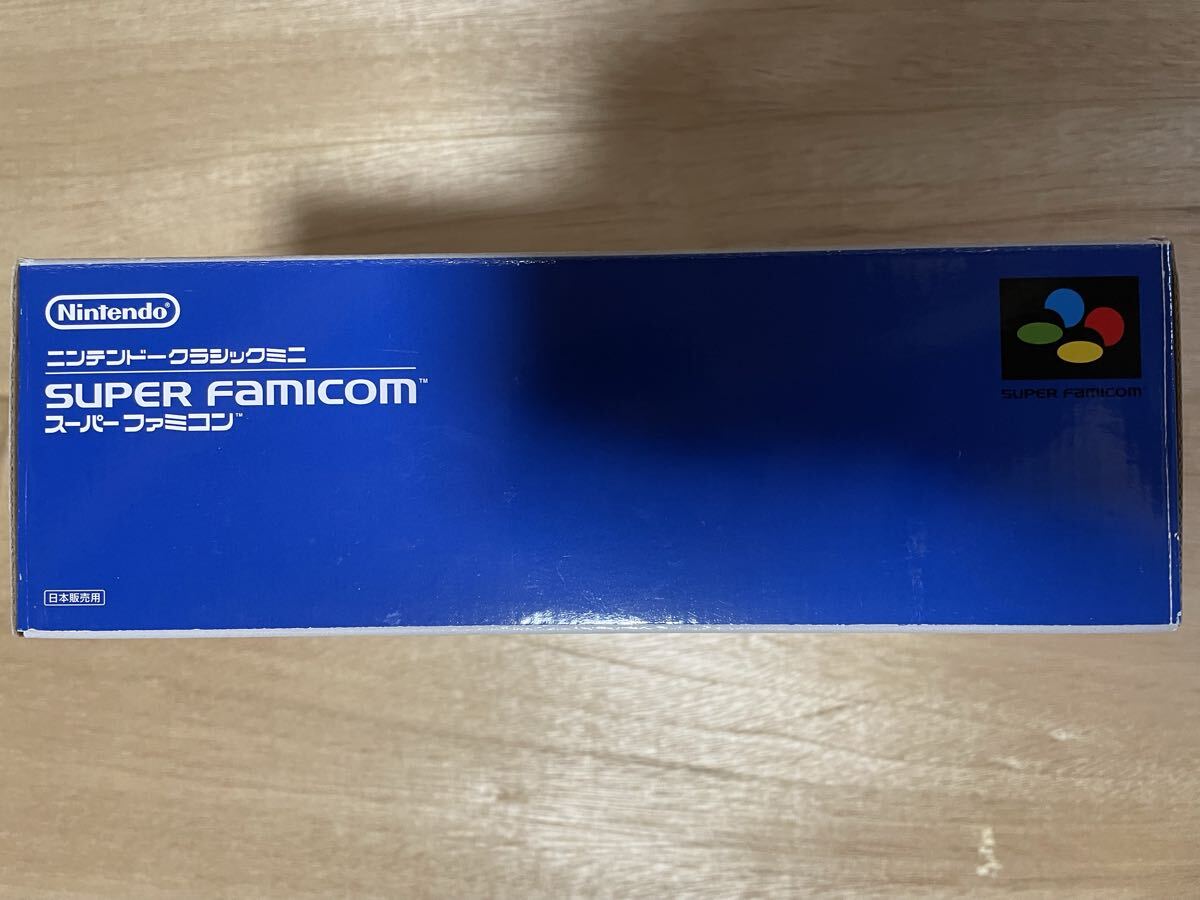 Nintendo®
ニンテンドークラシックミニ
SUPER FAMICOM™
スーパーファミコン™
日本販売用
SUPER FAMICOM